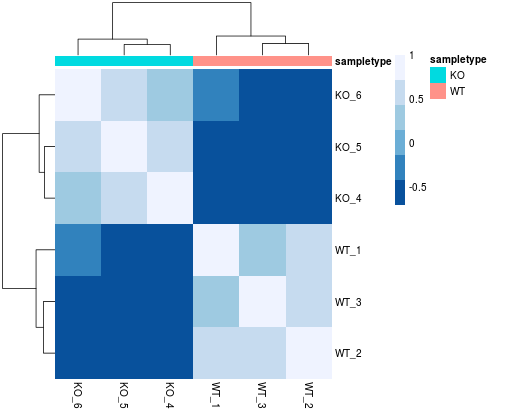 sampletype
1
0.5
0
-0.5
sampletype
KO
WT
KO_6
KO_5
KO_4
WT_1
WT_3
WT_2
KO_6
KO_5
KO_4
WT_1
WT_3
WT_2